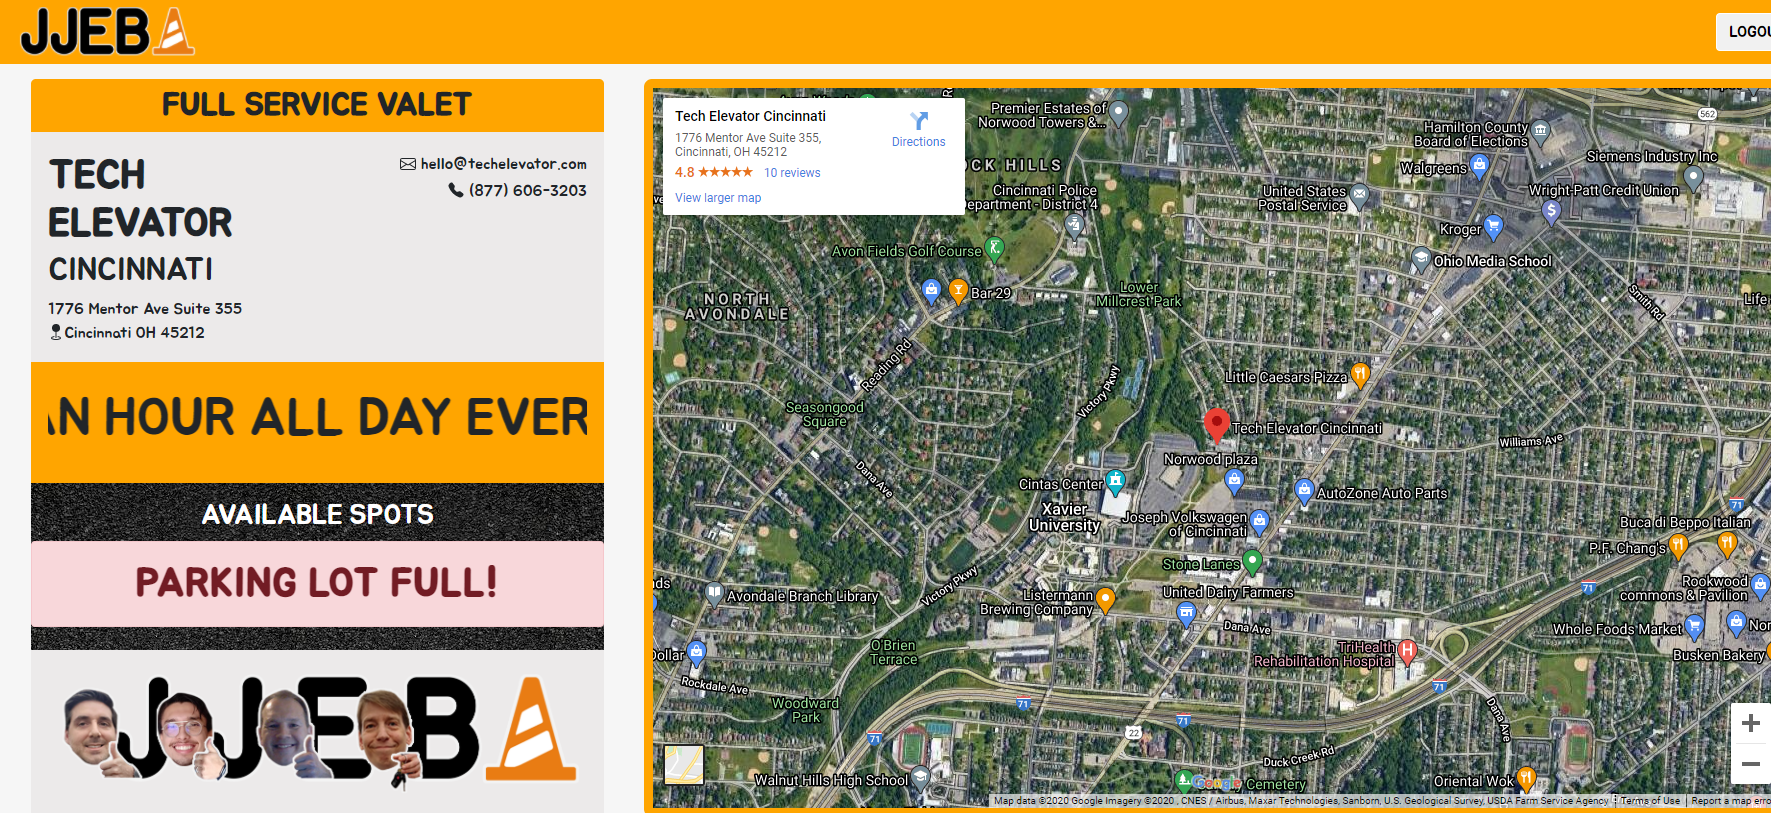 JJEBA
LOGOU
FULL SERVICE VALET
TECH
ELEVATOR
CINCINNATI
hello@techelevator.com
(877) 606-3203
1776 Mentor Ave Suite 355
Cincinnati OH 45212
AN HOUR ALL DAY EVER
AVAILABLE SPOTS
PARKING LOT FULL!
JJEBA
Tech Elevator Cincinnati
1776 Mentor Ave Suite 355,
Cincinnati, OH 45212
4.8 ★★★★★ 10 reviews
View larger map
Directions
Premier Estates of
Norwood Towers &...
562
Hamilton County
Board of Elections
Siemens Industry Inc
Walgreens
OCK HILLS
Cincinnati Police
epartment - District 4
United States
Postal Service
Wright-Patt Credit Union
Kroger
Avon Fields Golf Course
Ohio Media School
Bar 29
Lower
Millcrest Park
NORTH
AVONDALE
Smith Rd
Life
Reading Rd
Victory Pkwy
Little Caesars Pizza
Seasongood
Square
Tech Elevator Cincinnati
Williams Ave
Norwood plaza
Dana Ave
Cintas Center
AutoZone Auto Parts
71
Xavier
University
Joseph Volkswagen
of Cincinnati
Buca di Beppo Italian
P.F. Chang's
Stone Lanes
ds
Avondale Branch Library
Victory Pkwy
Listermann
Brewing Company
United Dairy Farmers
71
Rookwood
commons & Pavilion
Dana Ave
Whole Foods Market
Nor
Dollar
O'Brien
Terrace
TriHealth
Rehabilitation Hospital
Busken Bakery
Rockdale Ave
71
Woodward
Park
71
71
71
22
Dana Ave
Duck Creek Rd
Walnut Hills High School
Google
Cemetery
Oriental Wok
Map data ©2020 Google Imagery ©2020 , CNES / Airbus, Maxar Technologies, Sanborn, U.S. Geological Survey, USDA Farm Service Agency
Terms of Use
Report a map erro